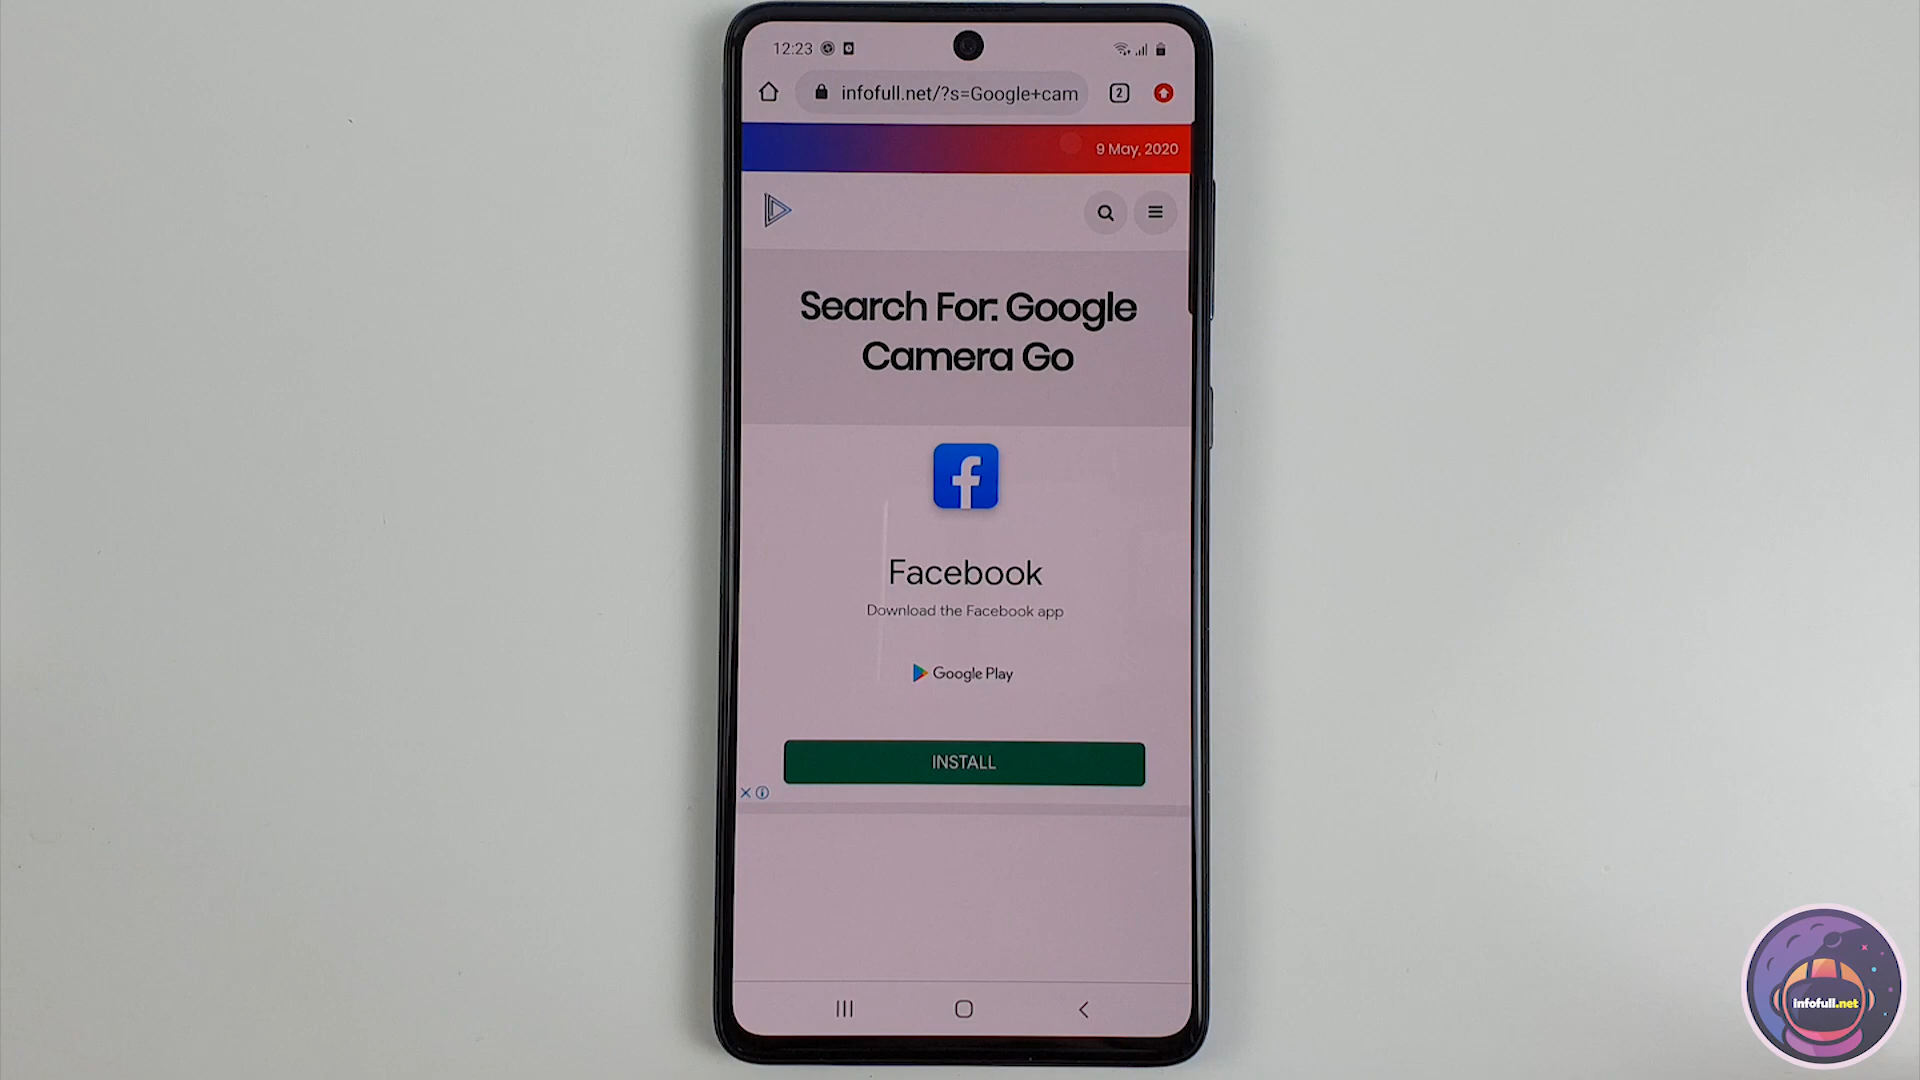 12:23
infofull.net/?s=Google+cam
2
9 May, 2020
Search For: Google
Camera Go
Facebook
Download the Facebook app
Google Play
INSTALL
infofull.net